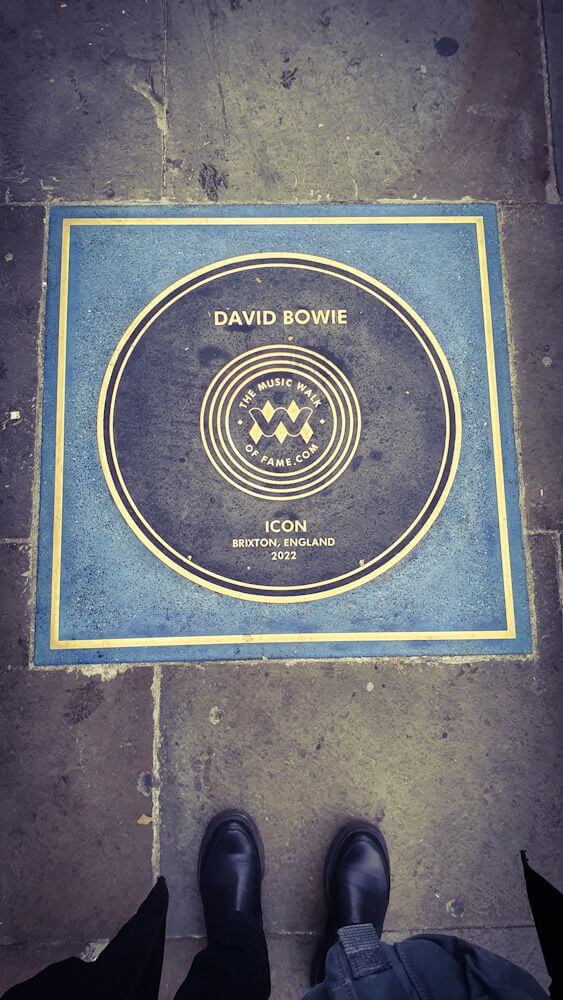 DAVID BOWIE
THE MUSIC WALK
OF FAME.COM
ICON
BRIXTON, ENGLAND
2022